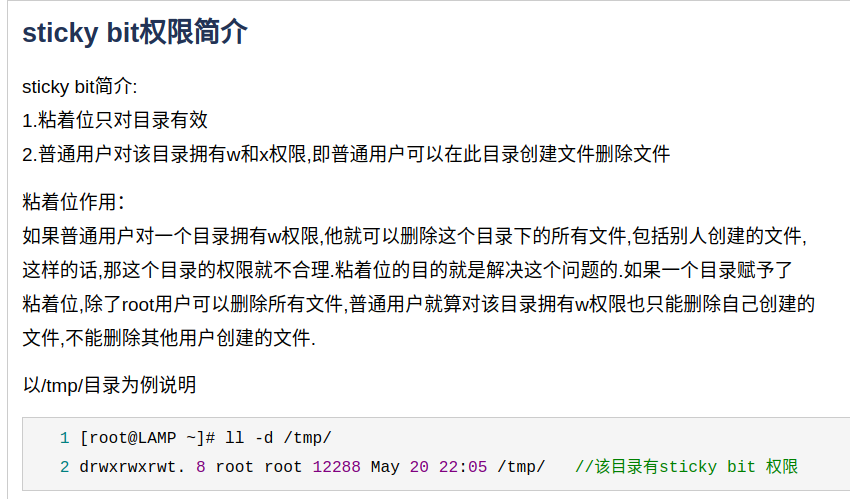 sticky bit权限简介
sticky bit简介:
1.粘着位只对目录有效
2.普通用户对该目录拥有w和x权限,即普通用户可以在此目录创建文件删除文件
粘着位作用：
如果普通用户对一个目录拥有w权限,他就可以删除这个目录下的所有文件,包括别人创建的文件,
这样的话,那这个目录的权限就不合理.粘着位的目的就是解决这个问题的.如果一个目录赋予了
粘着位,除了root用户可以删除所有文件,普通用户就算对该目录拥有w权限也只能删除自己创建的
文件,不能删除其他用户创建的文件.
以/tmp/目录为例说明
1 [root@LAMP ~]# ll -d /tmp/
2 drwxrwxrwt. 8 root root 12288 May 20 22:05 /tmp/   //该目录有sticky bit 权限